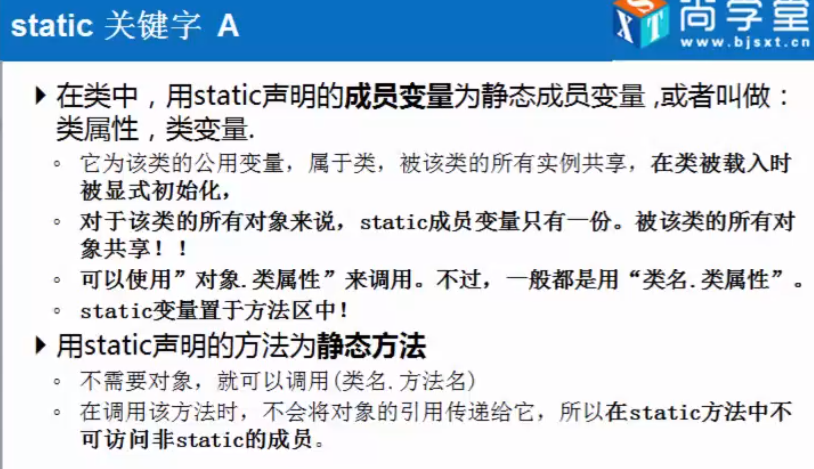 static 关键字 A
SXT 尚学堂
www.bjsxt.cn
在类中，用static声明的成员变量为静态成员变量 ,或者叫做：
类属性，类变量.
它为该类的公用变量，属于类，被该类的所有实例共享，在类被载入时
被显式初始化，
对于该类的所有对象来说，static成员变量只有一份。被该类的所有对
象共享！！
可以使用”对象.类属性”来调用。不过，一般都是用“类名.类属性”。
static变量置于方法区中！
用static声明的方法为静态方法
不需要对象，就可以调用(类名.方法名)
在调用该方法时，不会将对象的引用传递给它，所以在static方法中不
可访问非static的成员。